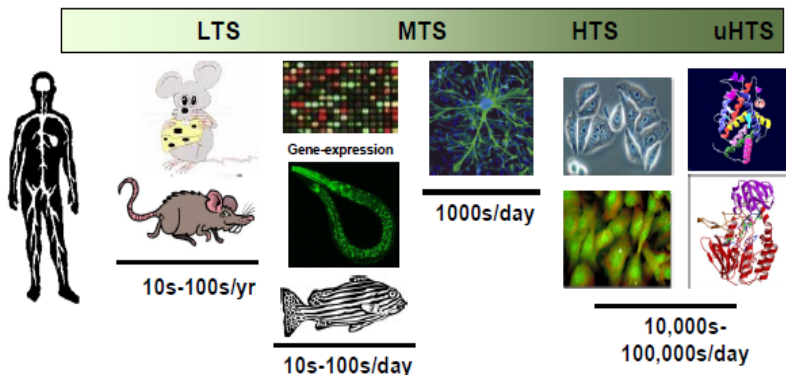 LTS MTS HTS uHTS
Gene-expression
1000s/day
10s-100s/yr
10s-100s/day
10,000s-
100,000s/day